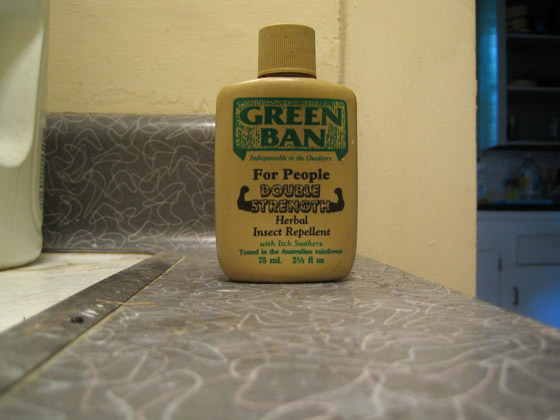 GREEN
BAN
Indispensable in the Outdoors
For People
DOUBLE
STRENGTH
Herbal
Insect Repellent
with Itch Soothers
Tested in the Australian rainforest
75 ml. 2½ fl oz